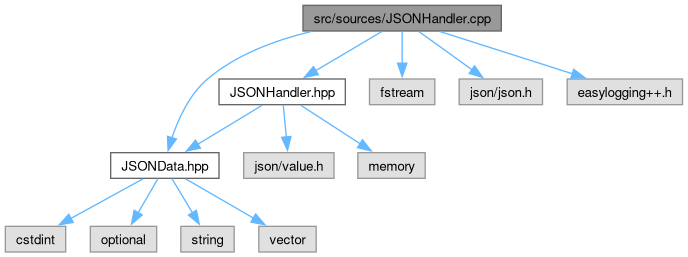 src/sources/JSONHandler.cpp
JSONHandler.hpp
fstream
json/json.h
easylogging++.h
JSONData.hpp
json/value.h
memory
cstdint
optional
string
vector